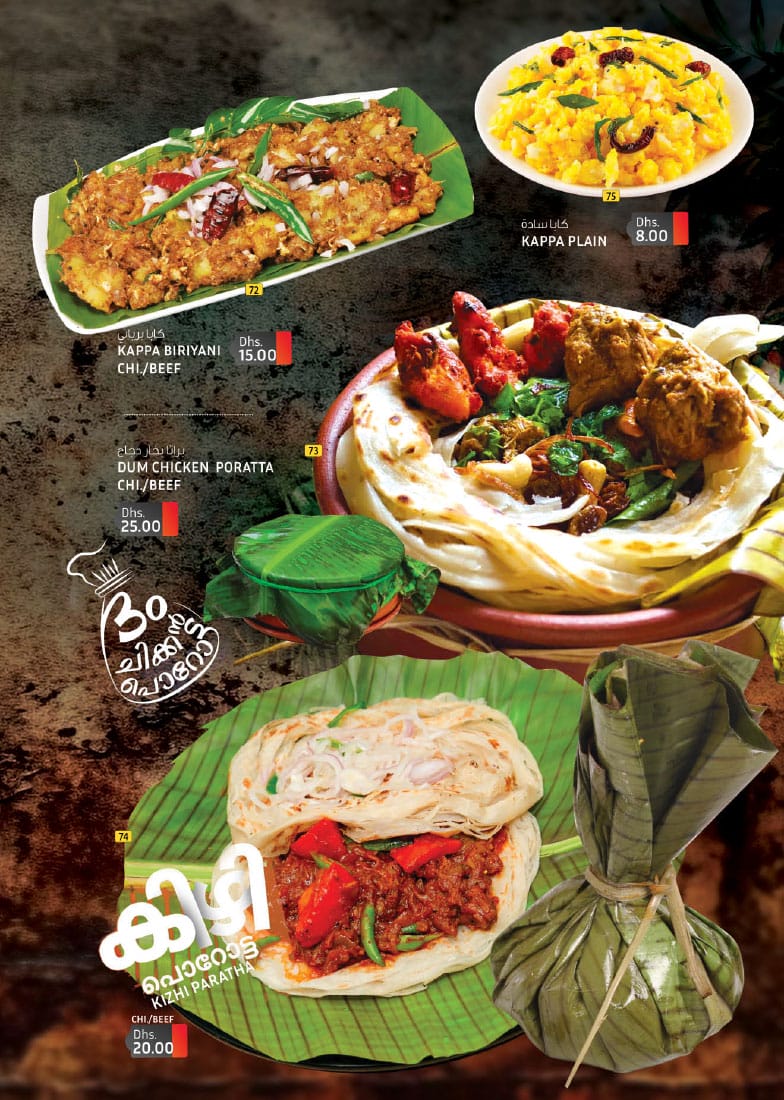 75
كابا سادة
KAPPA PLAIN
Dhs.
8.00
72
كابا برياني
KAPPA BIRIYANI
CHI./BEEF
Dhs.
15.00
73
براتا بخار دجاج
DUM CHICKEN PORATTA
CHI./BEEF
Dhs.
25.00
ദം
ചിക്കൻ
പൊറോട്ട
74
കിഴി
പൊറോട്ട
KIZHI PARATHA
CHI./BEEF
Dhs.
20.00